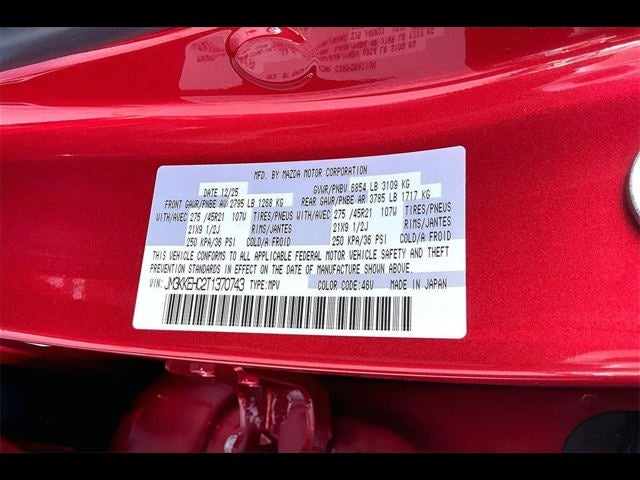 MFD. BY MAZDA MOTOR CORPORATION
DATE 12/25 GVWR/PNBV 6854 LB 3109 KG
FRONT GAWR/PNBE AV 2795 LB 1268 KG REAR GAWR/PNBE AR 3785 LB 1717 KG
WITH/AVEC 275 /45R21 107W TIRES/PNEUS WITH/AVEC 275 /45R21 107W TIRES/PNEUS
21X9 1/2J RIMS/JANTES 21X9 1/2J RIMS/JANTES
250 KPA/36 PSI COLD/A FROID 250 KPA/36 PSI COLD/A FROID
THIS VEHICLE CONFORMS TO ALL APPLICABLE FEDERAL MOTOR VEHICLE SAFETY AND THEFT
PREVENTION STANDARDS IN EFFECT ON THE DATE OF MANUFACTURE SHOWN ABOVE.
VIN: JM3KKEHC2T1370743 TYPE:MPV COLOR CODE:46V MADE IN JAPAN